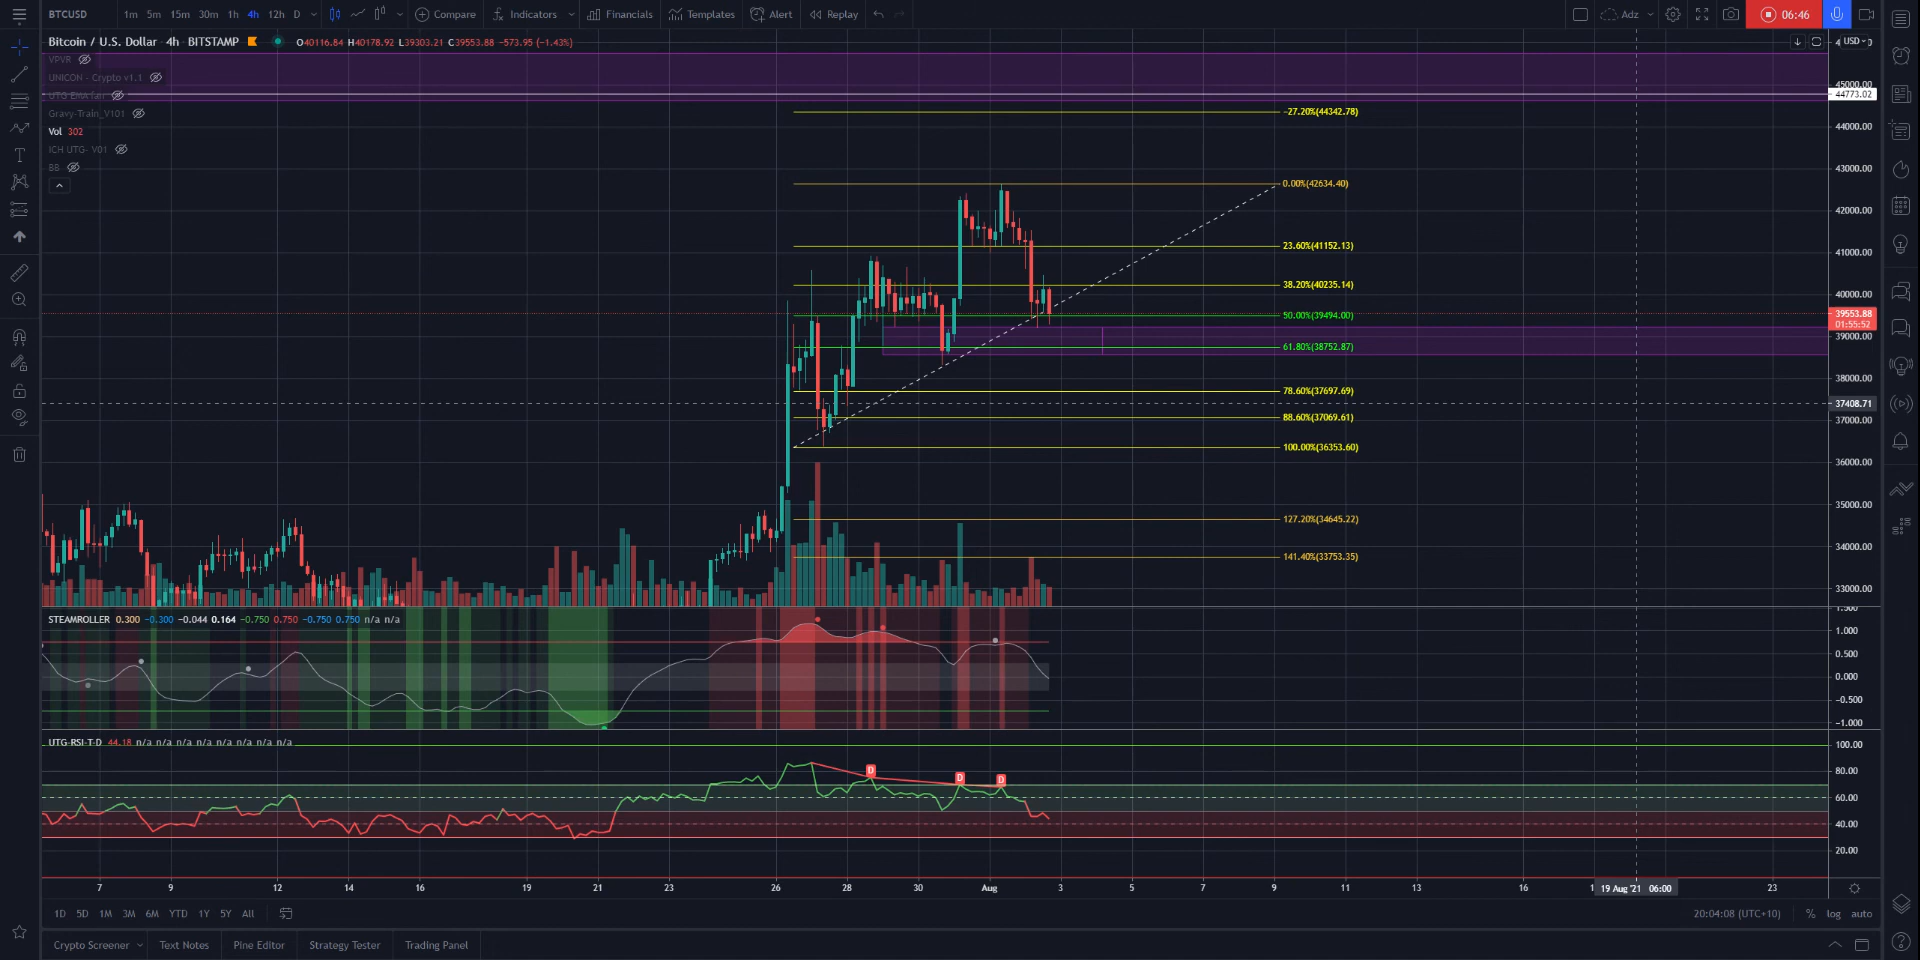 BTCUSD 1m 5m 15m 30m 1h 4h 12h D Compare Indicators Financials Templates Alert Replay Adz 06:46
Bitcoin / U.S. Dollar · 4h · BITSTAMP O40116.84 H40178.92 L39303.21 C39553.88 −573.95 (−1.43%)
USD
VPVR
UNICON - Crypto v1.1
UTG EMA fan
Gravy-Train_V101
Vol 302
ICH UTG- V01
BB
45000.00
44773.02
44000.00
43000.00
42000.00
41000.00
40000.00
39553.88
01:55:52
39000.00
38000.00
37408.71
37000.00
36000.00
35000.00
34000.00
33000.00
-27.20%(44342.78)
0.00%(42634.40)
23.60%(41152.13)
38.20%(40235.14)
50.00%(39494.00)
61.80%(38752.87)
78.60%(37697.69)
88.60%(37069.61)
100.00%(36353.60)
127.20%(34645.22)
141.40%(33753.35)
STEAMROLLER 0.300 −0.300 −0.044 0.164 −0.750 0.750 −0.750 0.750 n/a n/a
1.500
1.000
0.500
0.000
−0.500
−1.000
UTG-RSI-T-D 44.18 n/a n/a n/a n/a n/a n/a n/a n/a
D D D
100.00
80.00
60.00
40.00
20.00
7 9 12 14 16 19 21 23 26 28 30 Aug 3 5 7 9 11 13 16 19 Aug '21 06:00 23
1D 5D 1M 3M 6M YTD 1Y 5Y All 20:04:08 (UTC+10) % log auto
Crypto Screener Text Notes Pine Editor Strategy Tester Trading Panel